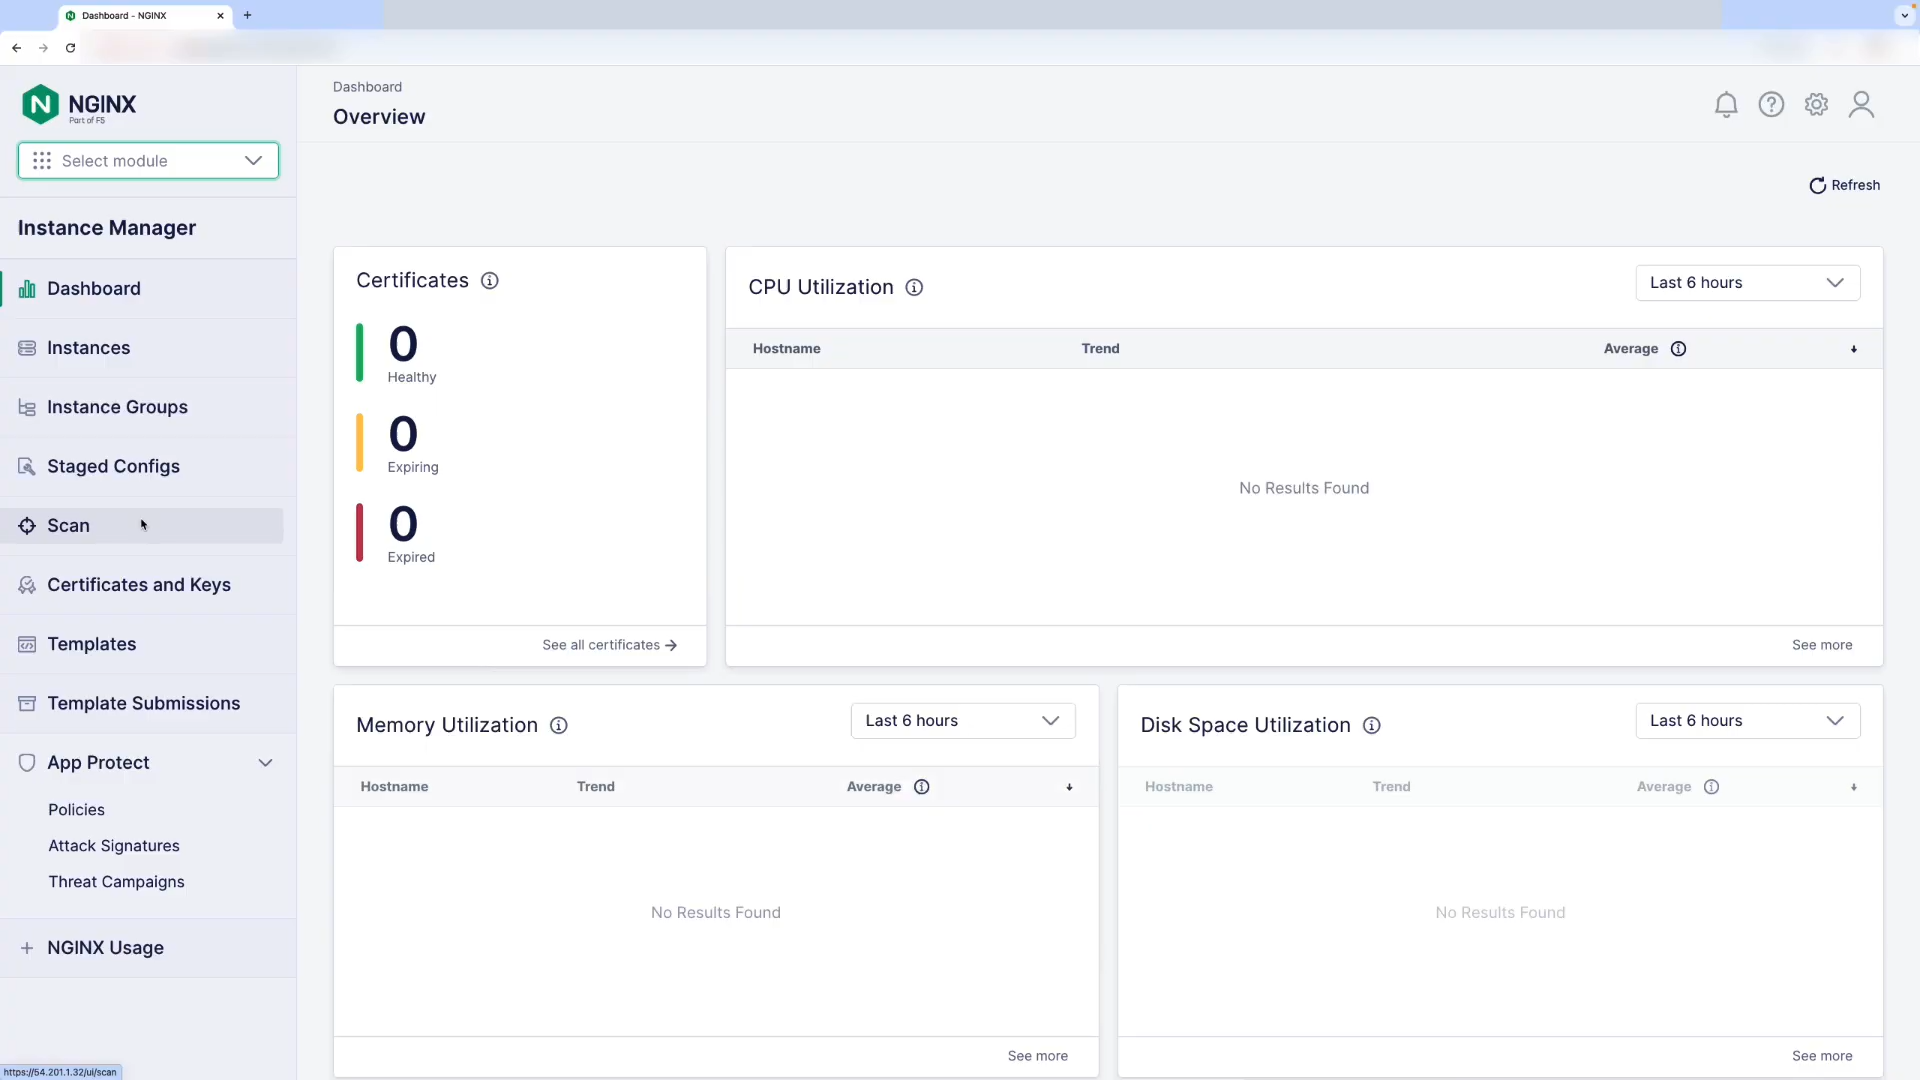 Dashboard - NGINX
NGINX
Part of F5
Select module
Instance Manager
Dashboard
Instances
Instance Groups
Staged Configs
Scan
Certificates and Keys
Templates
Template Submissions
App Protect
Policies
Attack Signatures
Threat Campaigns
NGINX Usage
https://54.201.1.32/ui/scan
Dashboard
Overview
Refresh
Certificates
0
Healthy
0
Expiring
0
Expired
See all certificates
CPU Utilization
Last 6 hours
Hostname Trend Average
No Results Found
See more
Memory Utilization
Last 6 hours
Hostname Trend Average
No Results Found
See more
Disk Space Utilization
Last 6 hours
Hostname Trend Average
No Results Found
See more